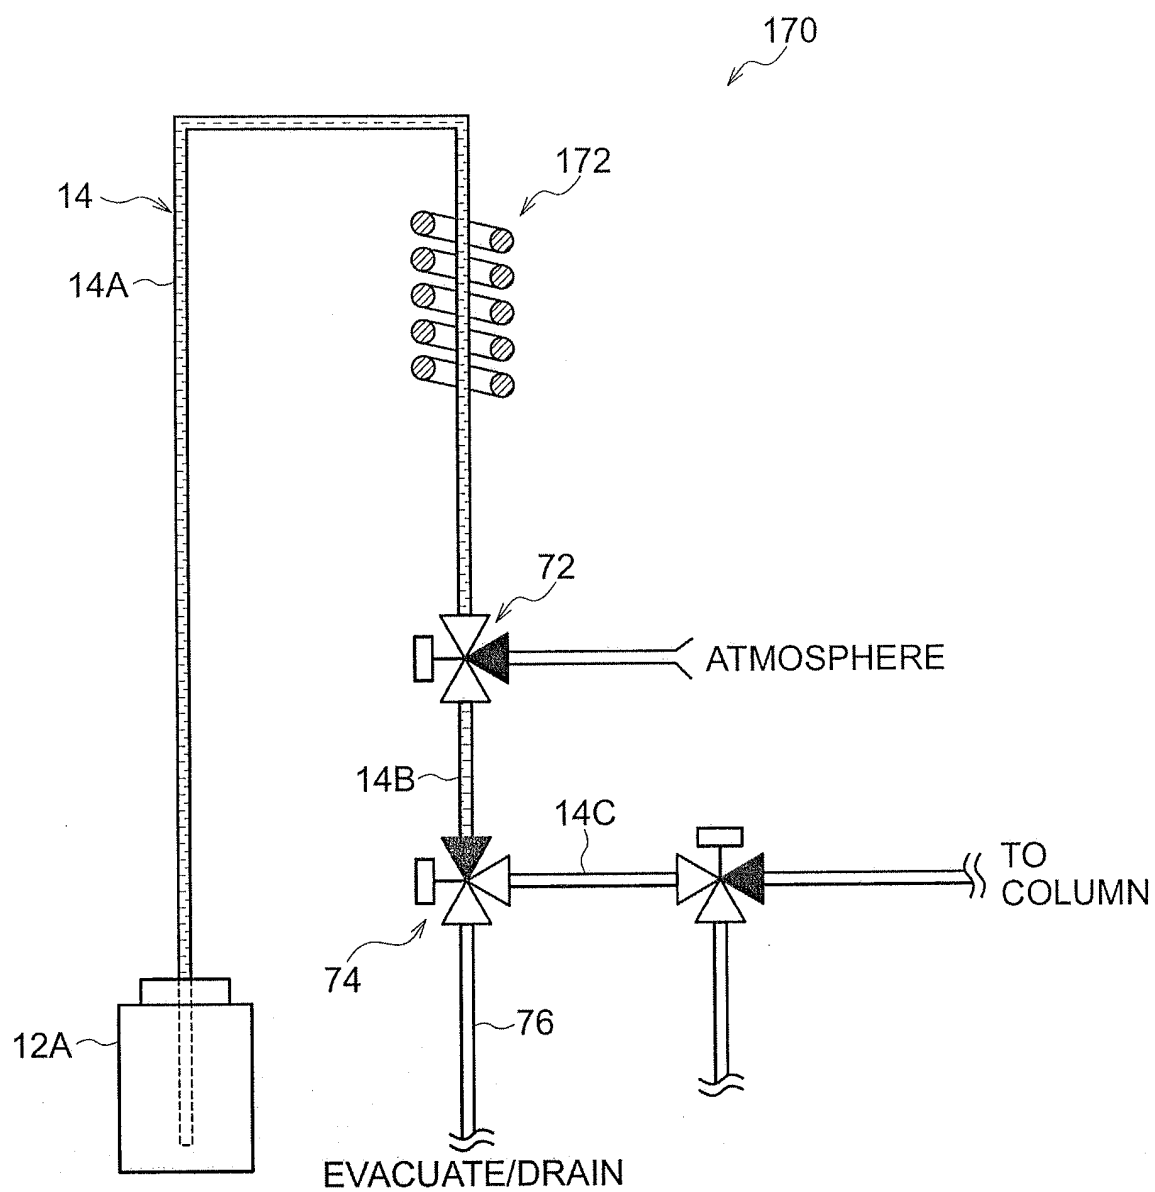 170
172
14
14A
72
ATMOSPHERE
14B
14C
TO
COLUMN
74
76
12A
EVACUATE/DRAIN